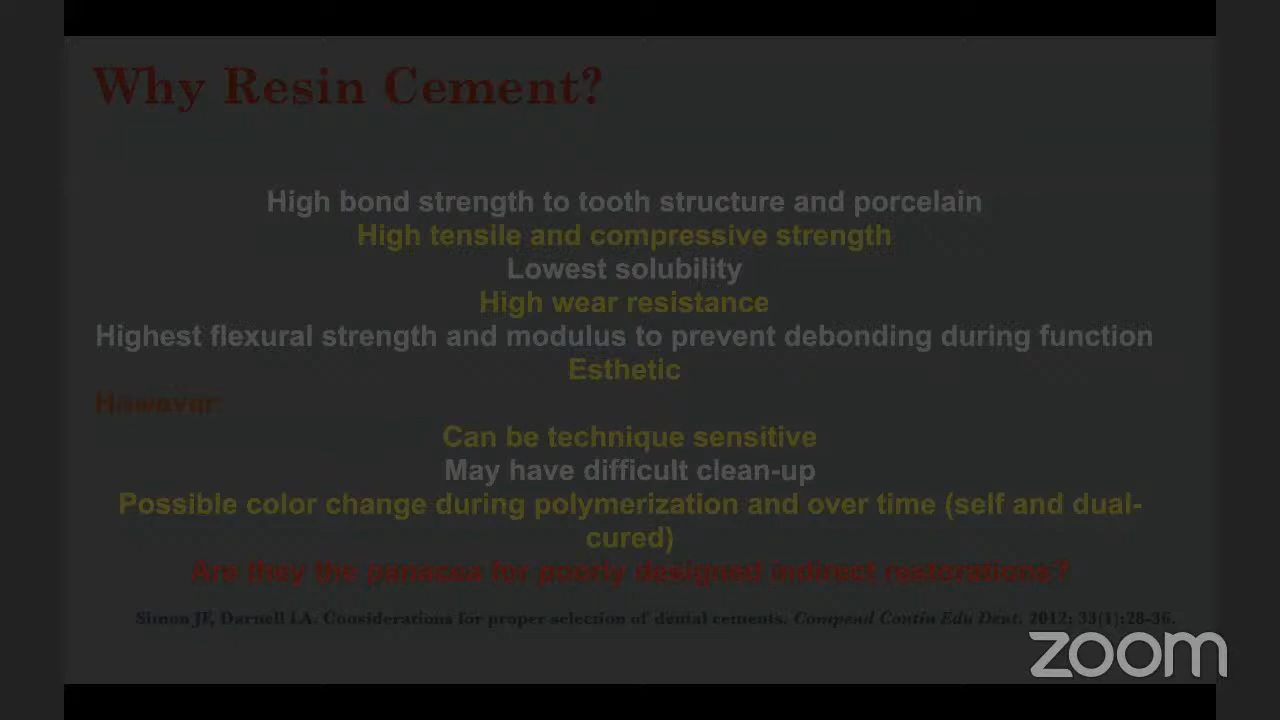 Why Resin Cement?
High bond strength to tooth structure and porcelain
High tensile and compressive strength
Lowest solubility
High wear resistance
Highest flexural strength and modulus to prevent debonding during function
Esthetic
However:
Can be technique sensitive
May have difficult clean-up
Possible color change during polymerization and over time (self and dual-
cured)
Are they the panacea for poorly designed indirect restorations?
Simon JF, Darnell LA. Considerations for proper selection of dental cements. Compend Contin Edu Dent. 2012; 33(1):28-36.
zoom